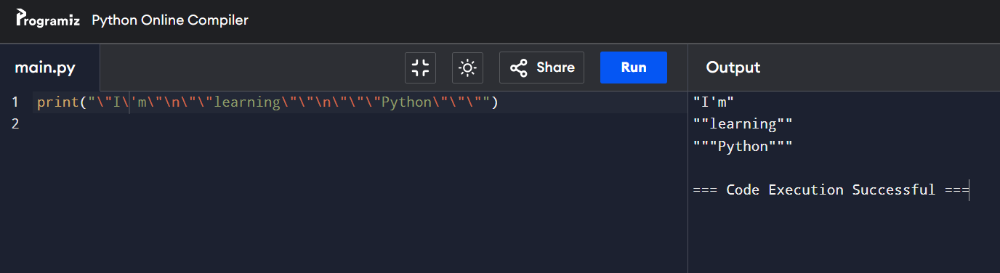 Programiz Python Online Compiler
main.py Share Run Output
1 print("\"I\'m\"\n\"\"learning\"\"\n\"\"\"Python\"\"\"")
2
"I'm"
""learning""
"""Python"""
=== Code Execution Successful ===